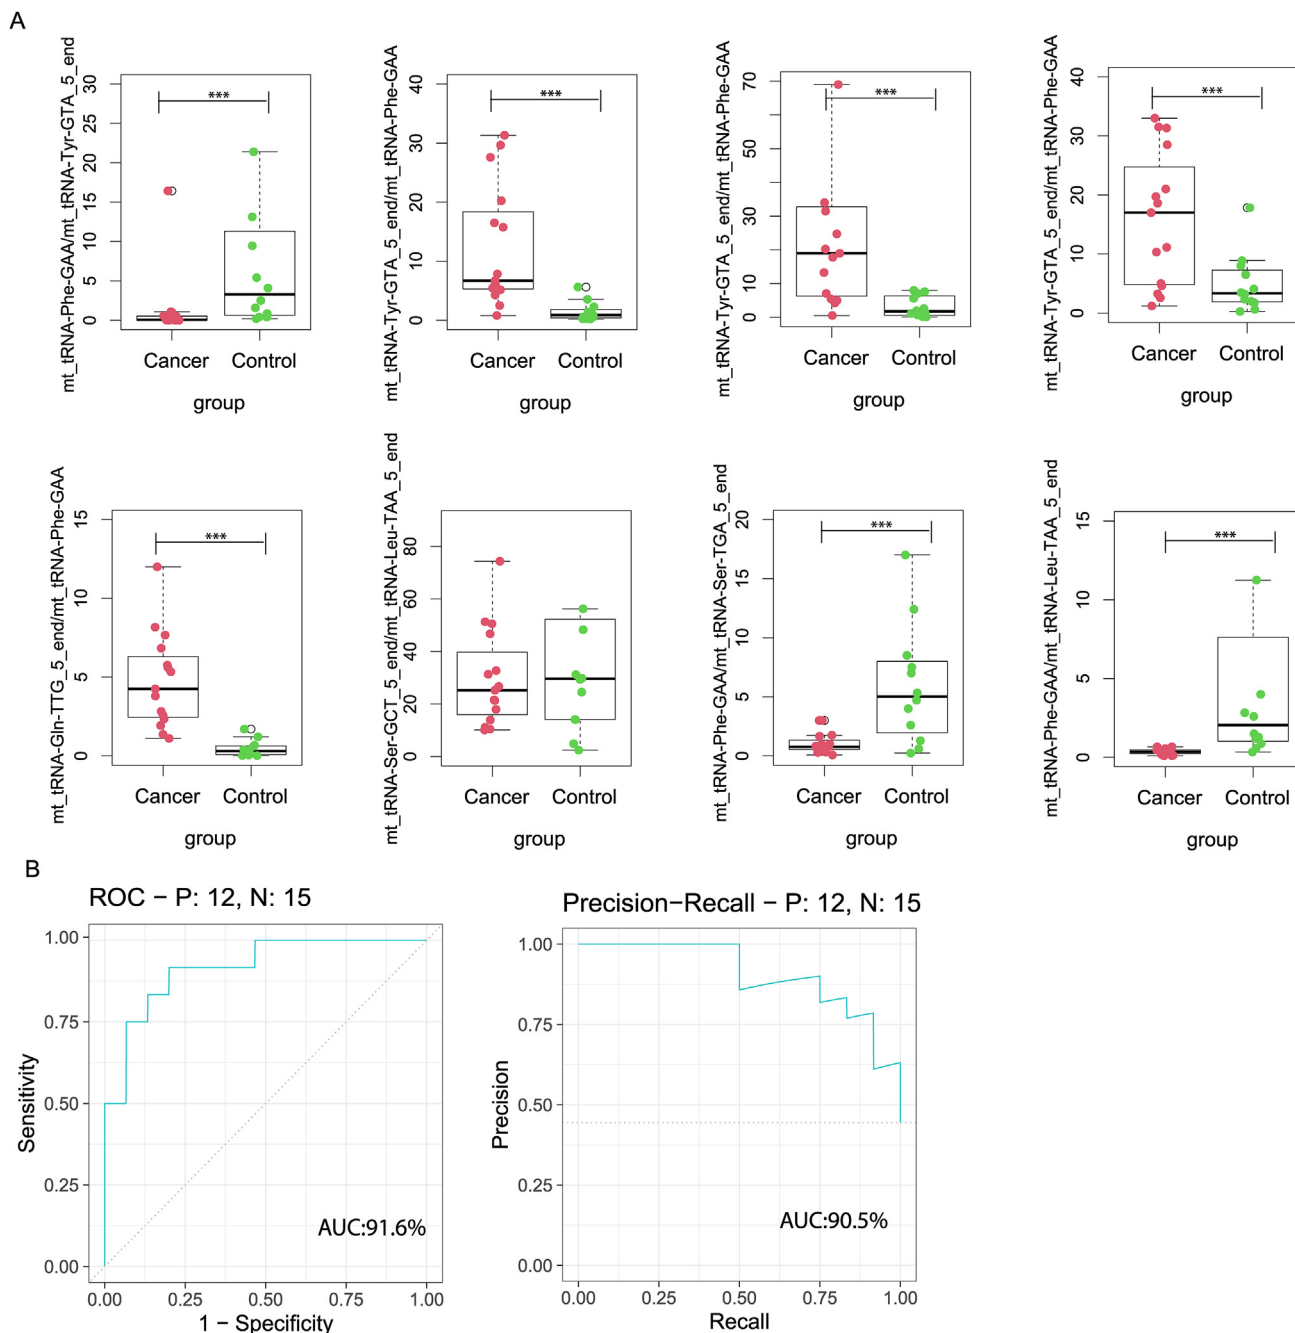 A
mt_tRNA-Phe-GAA/mt_tRNA-Tyr-GTA_5_end
30
25
20
15
10
5
0
***
Cancer Control
group
mt_tRNA-Tyr-GTA_5_end/mt_tRNA-Phe-GAA
40
30
20
10
0
***
Cancer Control
group
mt_tRNA-Tyr-GTA_5_end/mt_tRNA-Phe-GAA
70
50
30
10
0
***
Cancer Control
group
mt_tRNA-Tyr-GTA_5_end/mt_tRNA-Phe-GAA
40
30
20
10
0
***
Cancer Control
group
mt_tRNA-Gln-TTG_5_end/mt_tRNA-Phe-GAA
15
10
5
0
***
Cancer Control
group
mt_tRNA-Ser-GCT_5_end/mt_tRNA-Leu-TAA_5_end
80
60
40
20
0
Cancer Control
group
mt_tRNA-Phe-GAA/mt_tRNA-Ser-TGA_5_end
20
15
10
5
0
***
Cancer Control
group
mt_tRNA-Phe-GAA/mt_tRNA-Leu-TAA_5_end
15
10
5
0
***
Cancer Control
group
B
ROC − P: 12, N: 15
Sensitivity
1.00
0.75
0.50
0.25
0.00
AUC:91.6%
0.00 0.25 0.50 0.75 1.00
1 − Specificity
Precision−Recall − P: 12, N: 15
Precision
1.00
0.75
0.50
0.25
0.00
AUC:90.5%
0.00 0.25 0.50 0.75 1.00
Recall